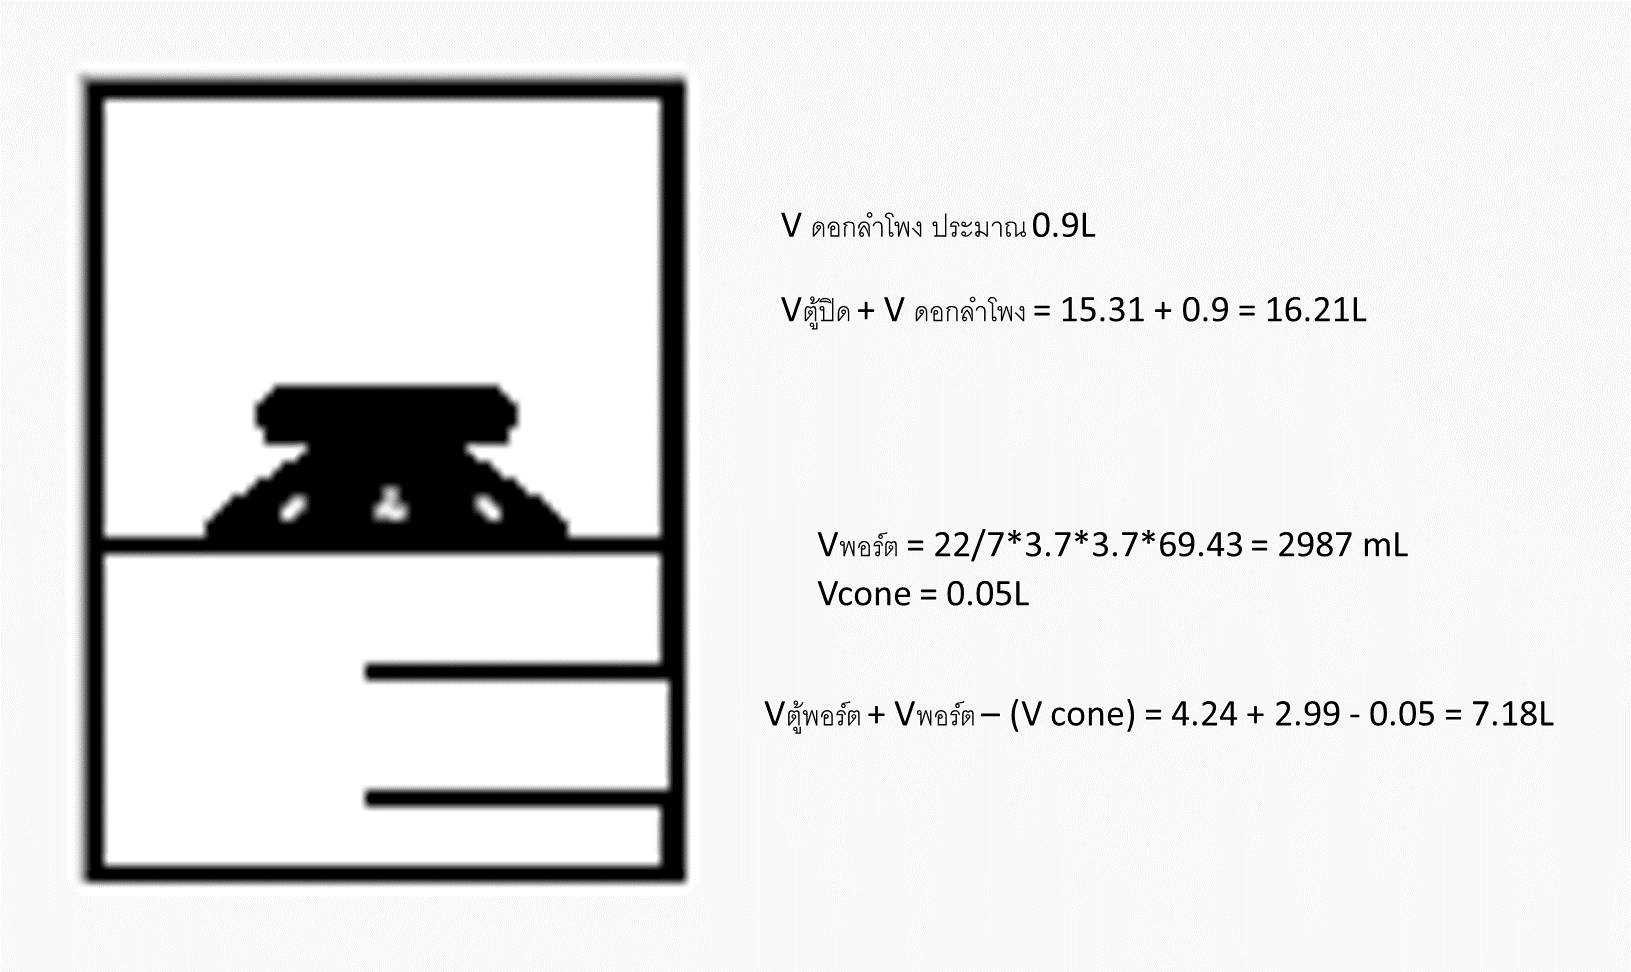 V ดอกลำโพง ประมาณ 0.9L
Vตู้ปิด + V ดอกลำโพง = 15.31 + 0.9 = 16.21L
Vพอร์ต = 22/7*3.7*3.7*69.43 = 2987 mL
Vcone = 0.05L
Vตู้พอร์ต + Vพอร์ต – (V cone) = 4.24 + 2.99 - 0.05 = 7.18L